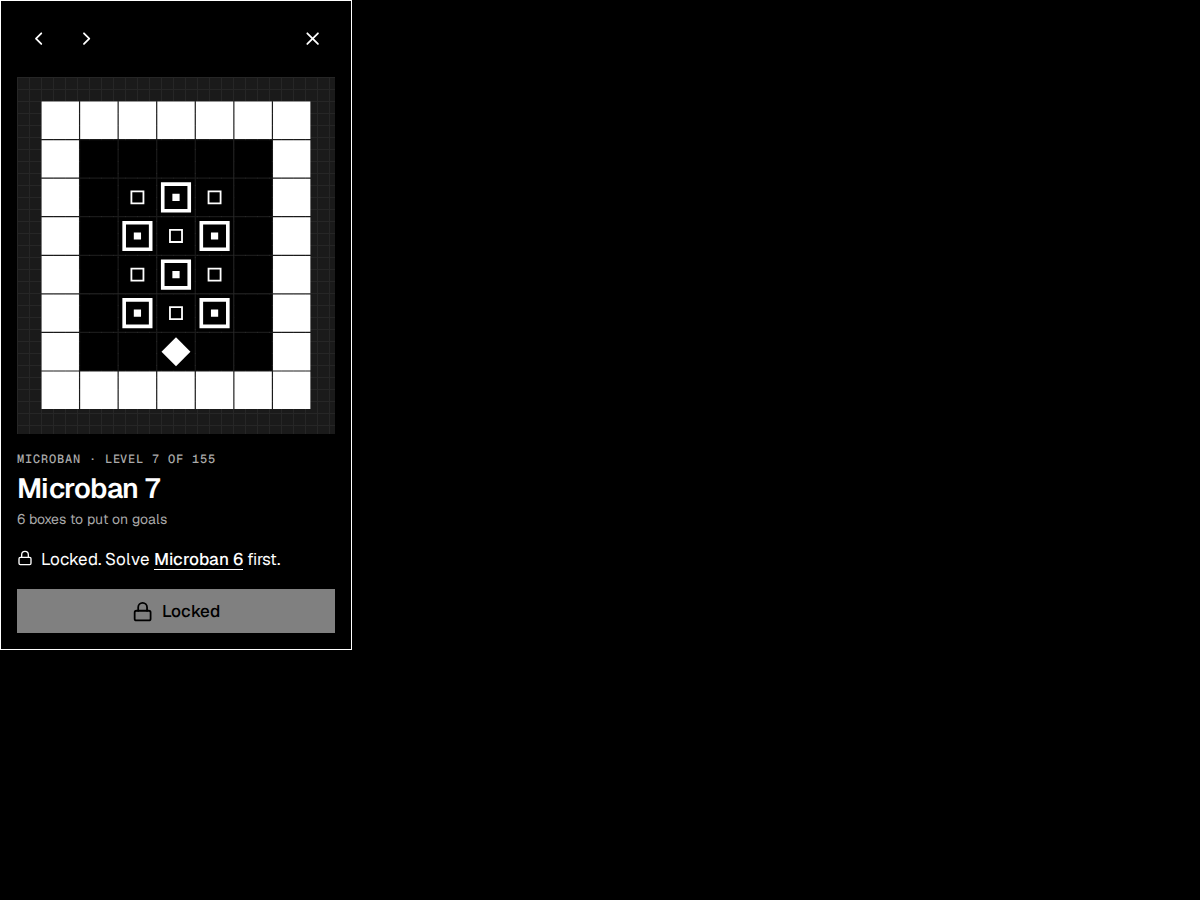 MICROBAN · LEVEL 7 OF 155
Microban 7
6 boxes to put on goals
Locked. Solve Microban 6 first.
Locked